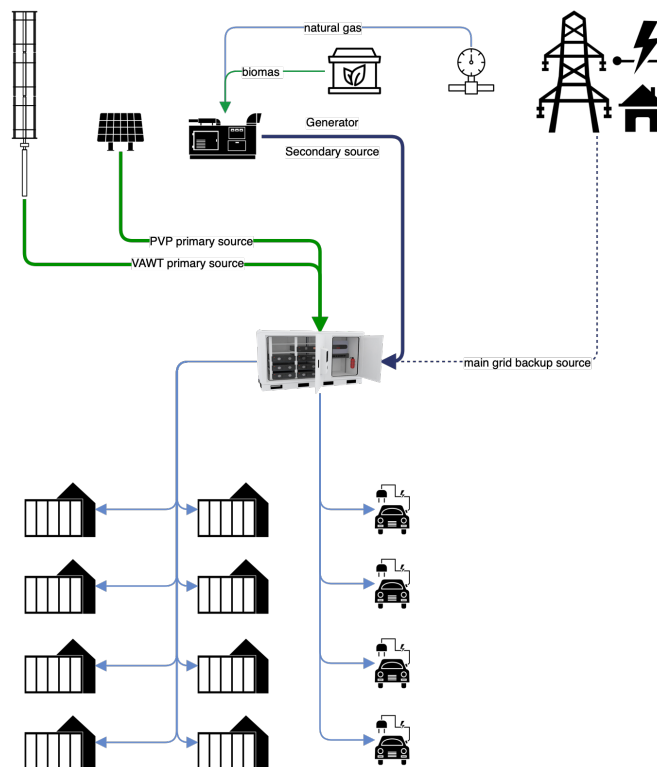 natural gas
biomas
Generator
Secondary source
PVP primary source
VAWT primary source
main grid backup source